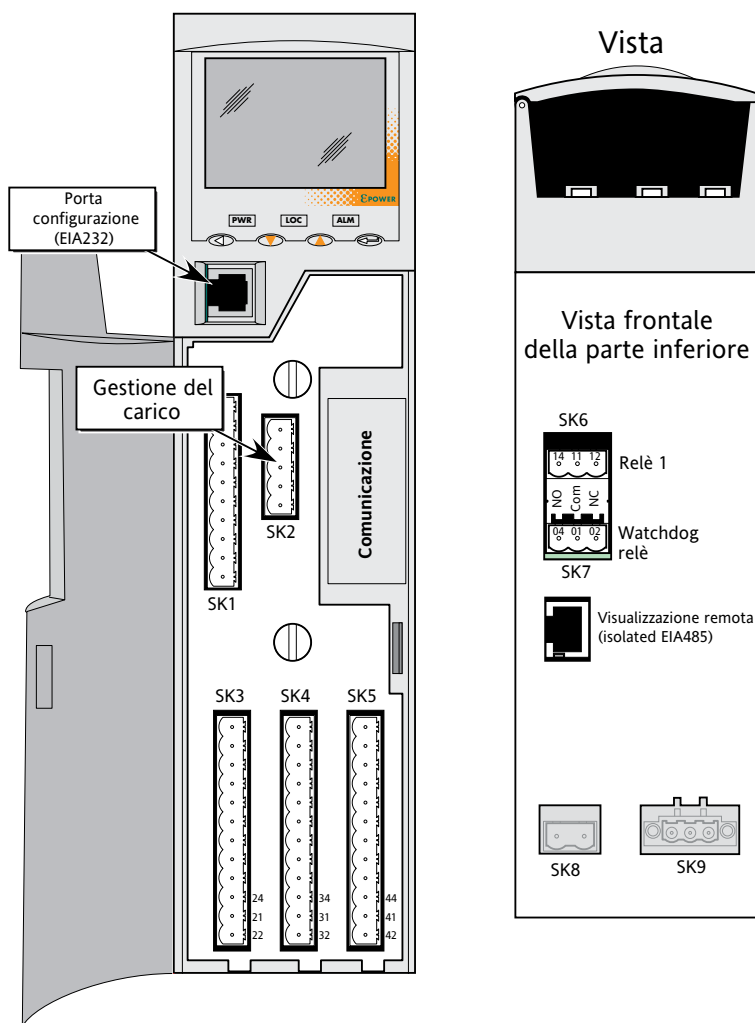 Vista
Porta
configurazione
(EIA232)
εPOWER
PWR LOC ALM
Gestione del
carico
Comunicazione
SK2
SK1
SK3 SK4 SK5
24 34 44
21 31 41
22 32 42
Vista frontale
della parte inferiore
SK6
14 11 12
Relè 1
NO Com NC
04 01 02
Watchdog
relè
SK7
Visualizzazione remota
(isolated EIA485)
SK8 SK9